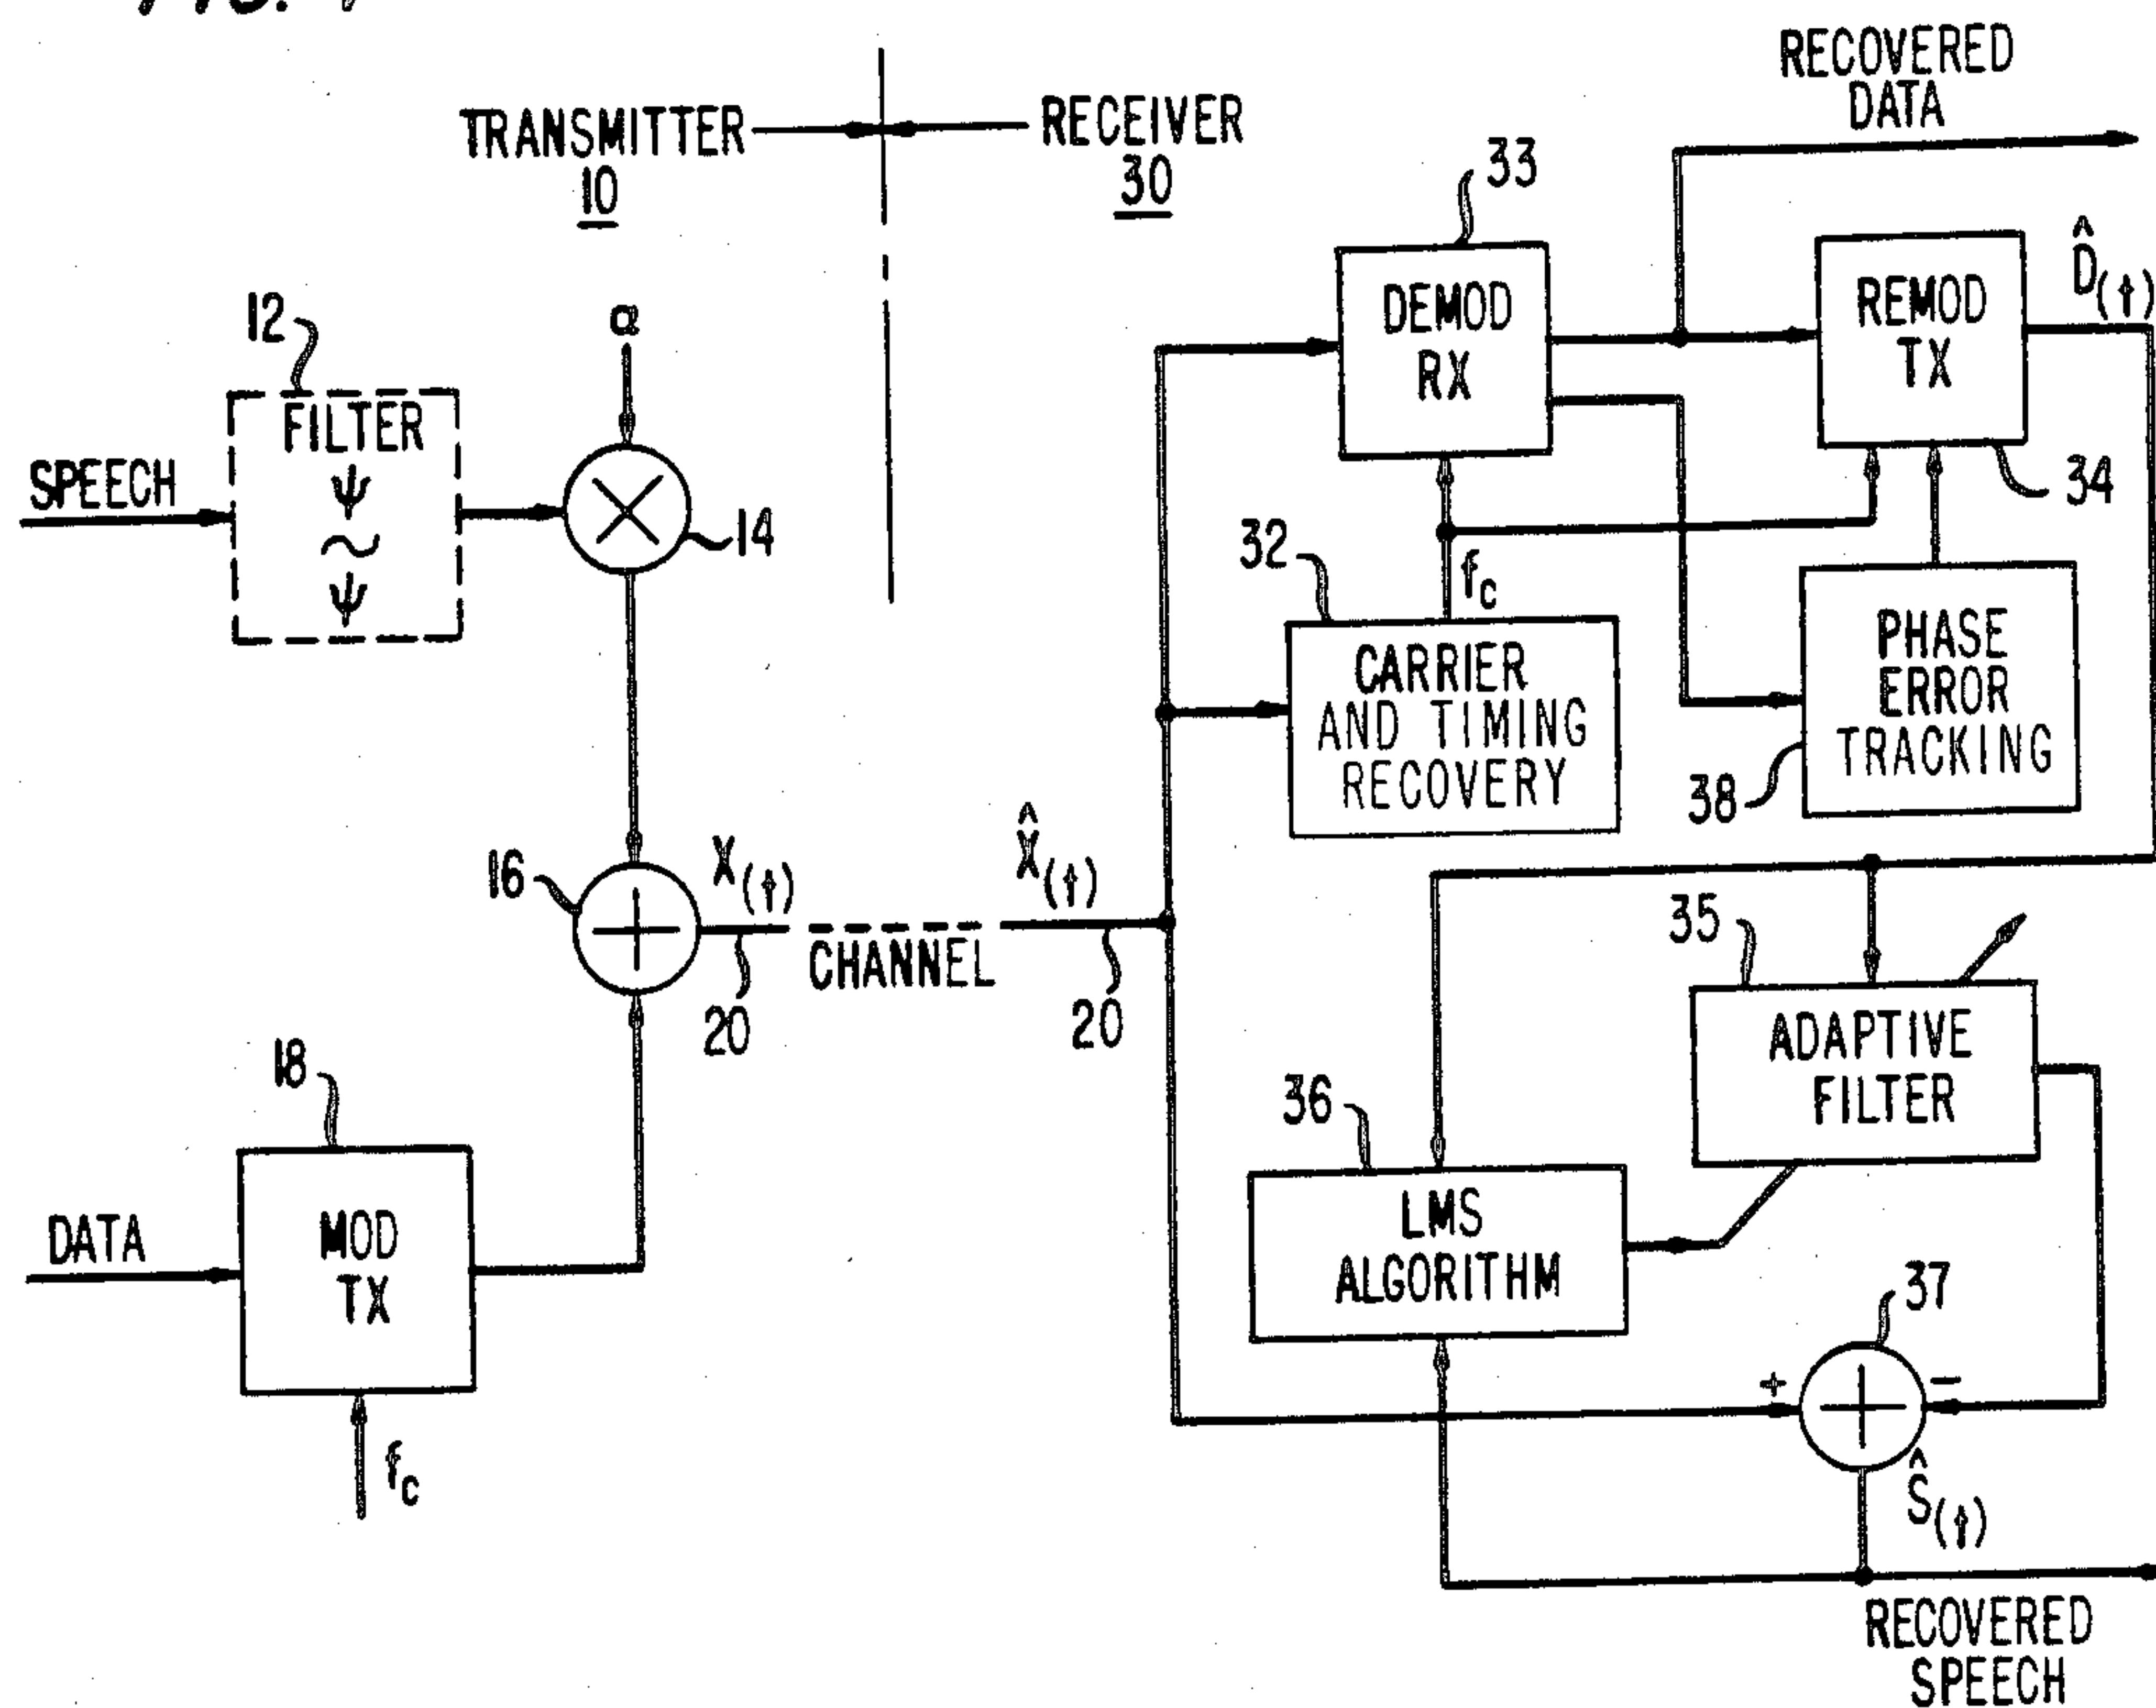 FIG. 1
RECOVERED
DATA
TRANSMITTER
10
RECEIVER
30
33
DEMOD
RX
REMOD
TX
D̂(t)
34
12
FILTER
α
SPEECH
14
32
fc
CARRIER
AND TIMING
RECOVERY
PHASE
ERROR
TRACKING
38
16
X(t)
20
CHANNEL
X̂(t)
20
35
ADAPTIVE
FILTER
18
DATA
MOD
TX
fc
36
LMS
ALGORITHM
37
+
−
Ŝ(t)
RECOVERED
SPEECH